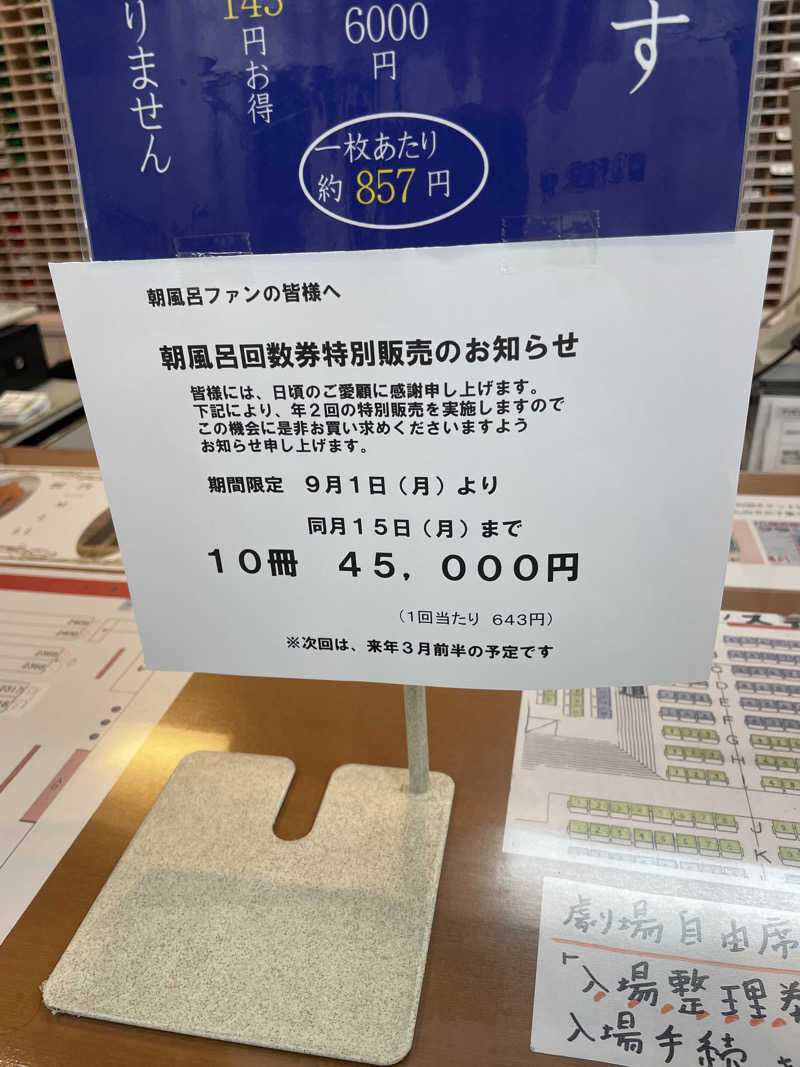 りません
143
円お得
6000
円
す
一枚あたり
約 857 円
朝風呂ファンの皆様へ
朝風呂回数券特別販売のお知らせ
皆様には、日頃のご愛顧に感謝申し上げます。
下記により、年２回の特別販売を実施しますので
この機会に是非お買い求めくださいますよう
お知らせ申し上げます。
期間限定　９月１日（月）より
同月１５日（月）まで
１０冊　４５，０００円
（1回当たり 643円）
※次回は、来年３月前半の予定です
D
E
F
G
H
J
K
劇場自由席
「入場整理券
入場手続